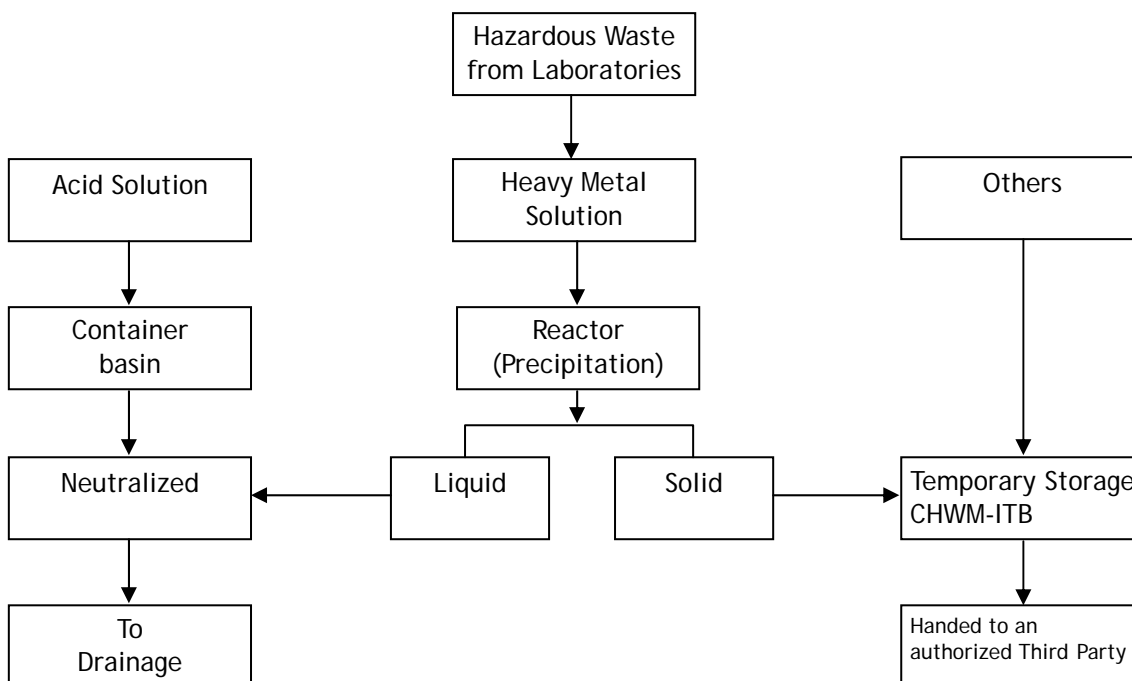 Hazardous Waste
from Laboratories
Acid Solution
Heavy Metal
Solution
Others
Container
basin
Reactor
(Precipitation)
Neutralized
Liquid
Solid
Temporary Storage
CHWM-ITB
To
Drainage
Handed to an
authorized Third Party